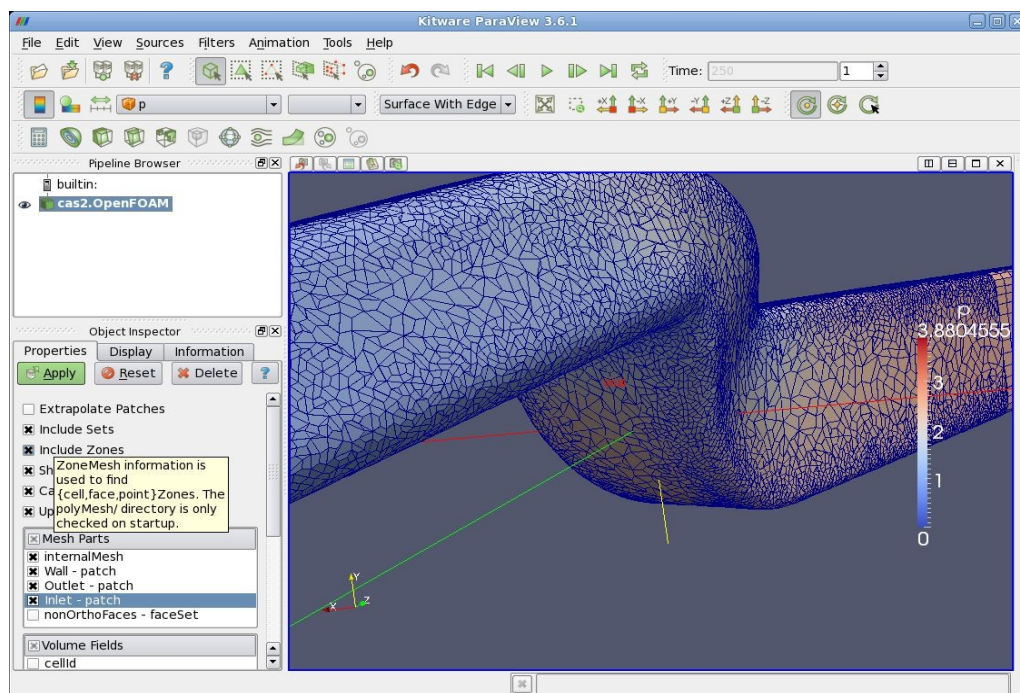 Kitware ParaView 3.6.1
File Edit View Sources Filters Animation Tools Help
? Time: 250 1
p Surface With Edge +X -X +Y -Y +Z -Z
Pipeline Browser
builtin:
cas2.OpenFOAM
Object Inspector
Properties Display Information
Apply Reset Delete ?
Extrapolate Patches
Include Sets
Include Zones
ZoneMesh information is
used to find
{cell,face,point}Zones. The
polyMesh/ directory is only
checked on startup.
Sh
Ca
Up
Mesh Parts
internalMesh
Wall - patch
Outlet - patch
Inlet - patch
nonOrthoFaces - faceSet
Volume Fields
cellId
p
3.8804555
3
2
1
0
Y
X Z